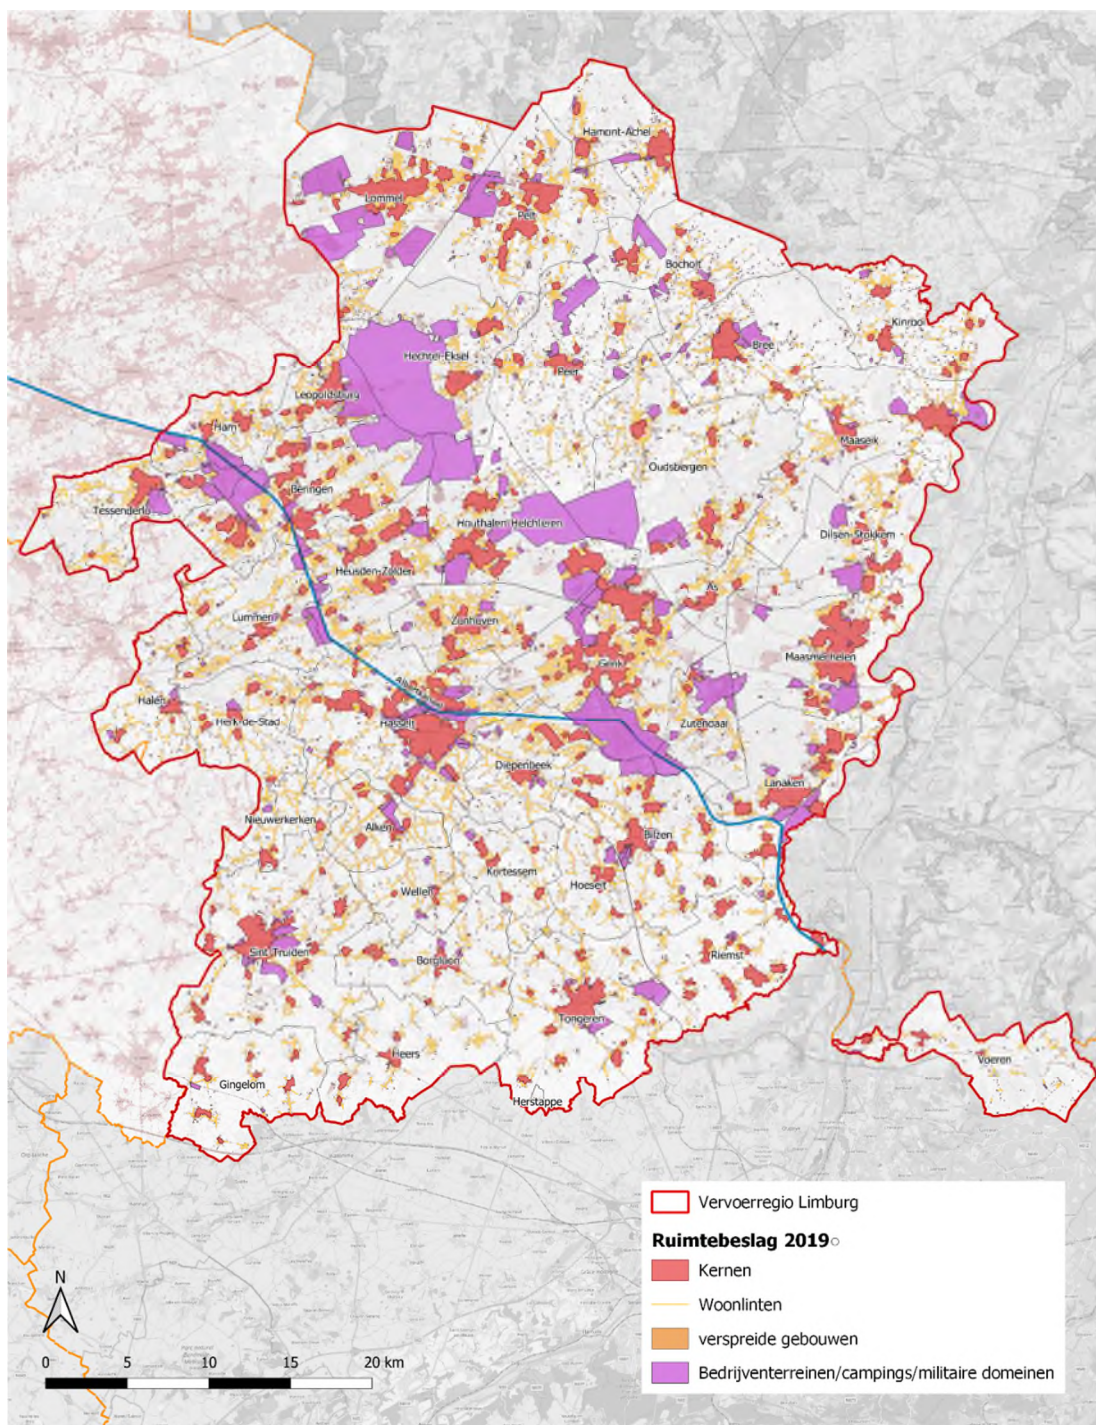 Hamont-Achel
Lommel
Pelt
Bocholt
Kinrooi
Bree
Hechtel-Eksel
Peer
Leopoldsburg
Ham
Maaseik
Oudsbergen
Beringen
Tessenderlo
Houthalen-Helchteren
Dilsen-Stokkem
Heusden-Zolder
As
Lummen
Zonhoven
Maasmechelen
Genk
Halen
Herk-de-Stad
Hasselt
Zutendaal
Diepenbeek
Lanaken
Nieuwerkerken
Alken
Bilzen
Kortessem
Hoeselt
Wellen
Sint-Truiden
Borgloon
Riemst
Tongeren
Heers
Voeren
Gingelom
Herstappe
Vervoerregio Limburg
Ruimtebeslag 2019
Kernen
Woonlinten
verspreide gebouwen
Bedrijventerreinen/campings/militaire domeinen
N
0 5 10 15 20 km